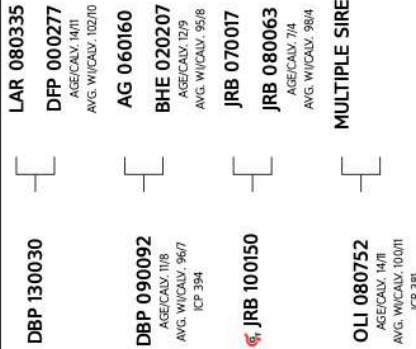 LAR 080335
DBP 130030
DFP 000277
AGE/CALV. 14/11
AVG. WI/CALV. 102/10
AG 060160
DBP 090092
AGE/CALV. 11/8
AVG. WI/CALV. 96/7
ICP 394
BHE 020207
AGE/CALV. 12/9
AVG. WI/CALV. 95/8
JRB 070017
JRB 100150
JRB 080063
AGE/CALV. 7/4
AVG. WI/CALV. 98/4
MULTIPLE SIRE
OLI 080752
AGE/CALV. 14/11
AVG. WI/CALV. 100/11
ICP 381